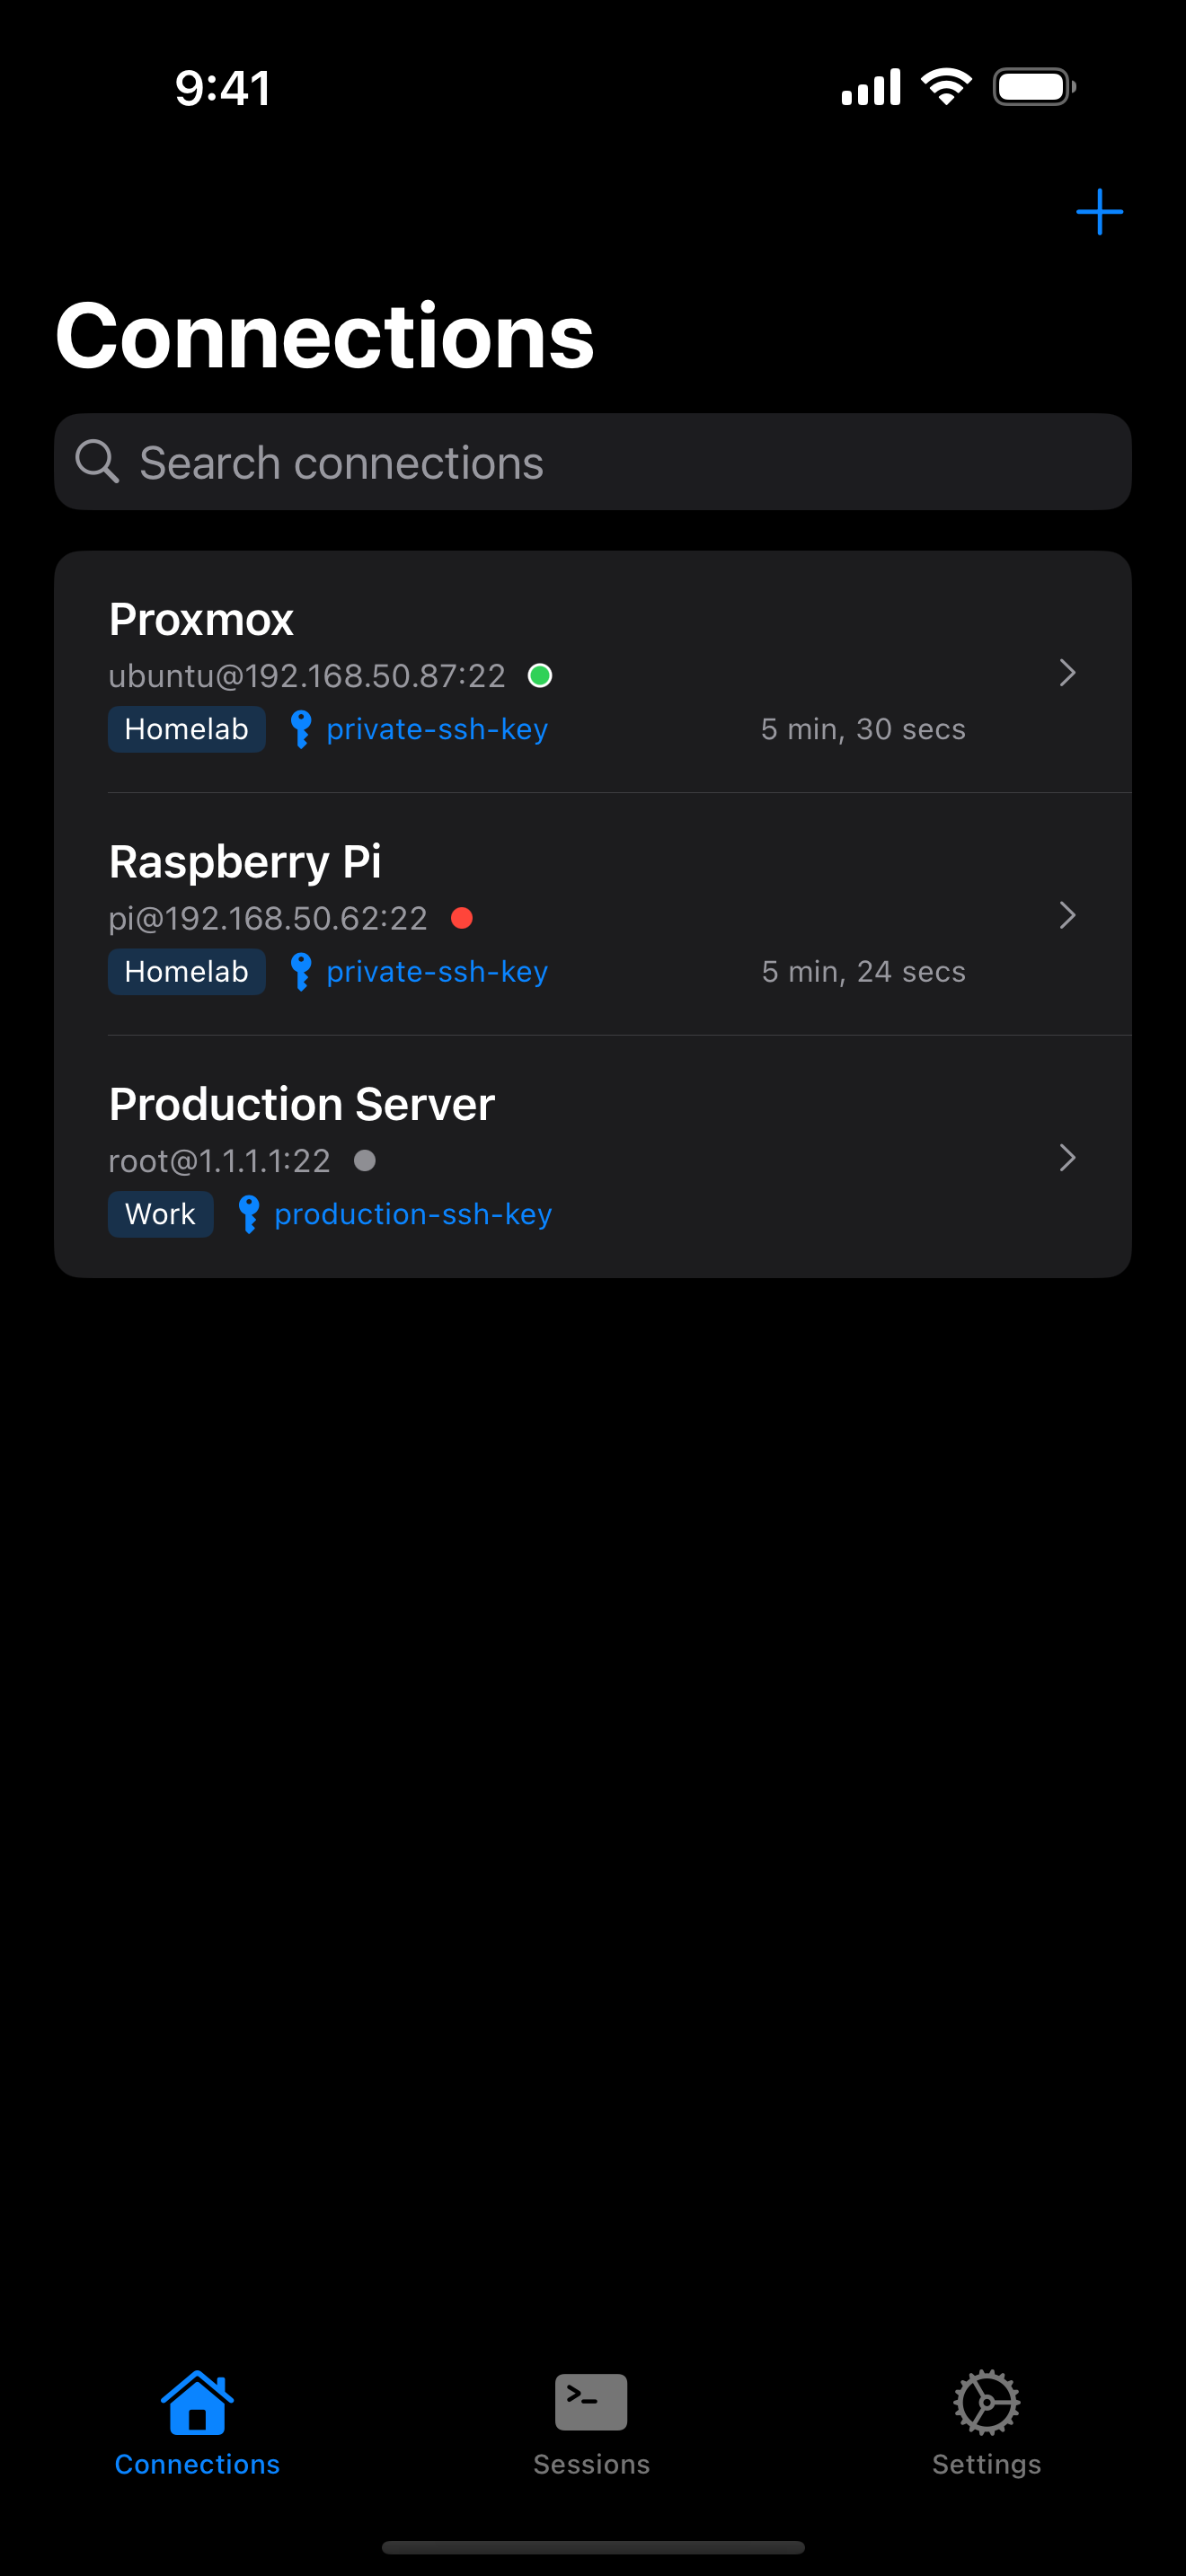 9:41
Connections
Search connections
Proxmox
ubuntu@192.168.50.87:22
Homelab private-ssh-key 5 min, 30 secs
Raspberry Pi
pi@192.168.50.62:22
Homelab private-ssh-key 5 min, 24 secs
Production Server
root@1.1.1.1:22
Work production-ssh-key
Connections Sessions Settings